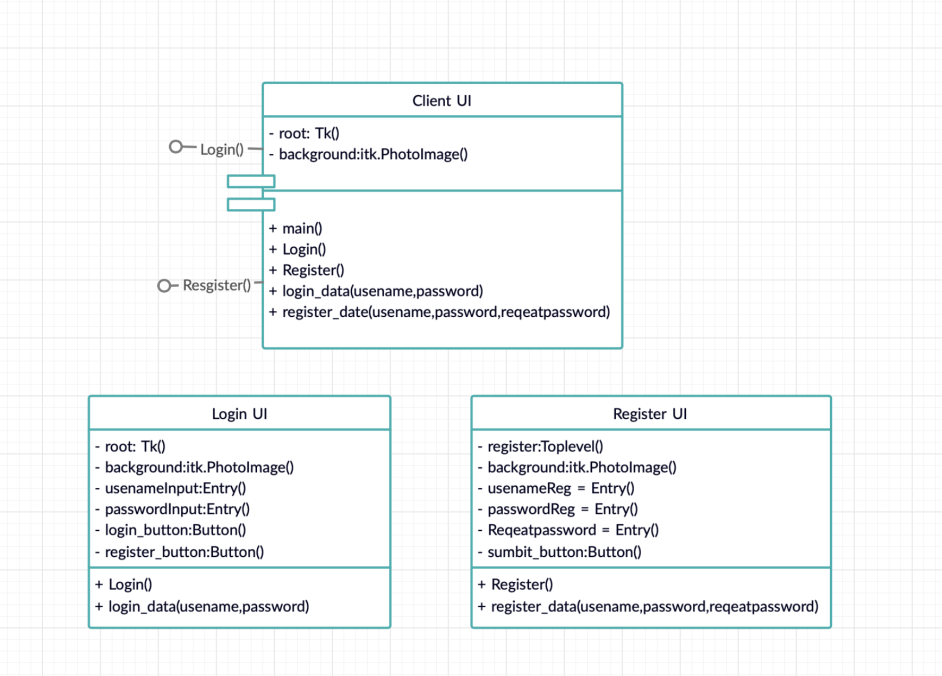 Client UI
- root: Tk()
- background:itk.PhotoImage()
Login()
+ main()
+ Login()
+ Register()
+ login_data(usename,password)
+ register_date(usename,password,reqeatpassword)
Resgister()
Login UI
- root: Tk()
- background:itk.PhotoImage()
- usenameInput:Entry()
- passwordInput:Entry()
- login_button:Button()
- register_button:Button()
+ Login()
+ login_data(usename,password)
Register UI
- register:Toplevel()
- background:itk.PhotoImage()
- usenameReg = Entry()
- passwordReg = Entry()
- Reqeatpassword = Entry()
- sumbit_button:Button()
+ Register()
+ register_data(usename,password,reqeatpassword)